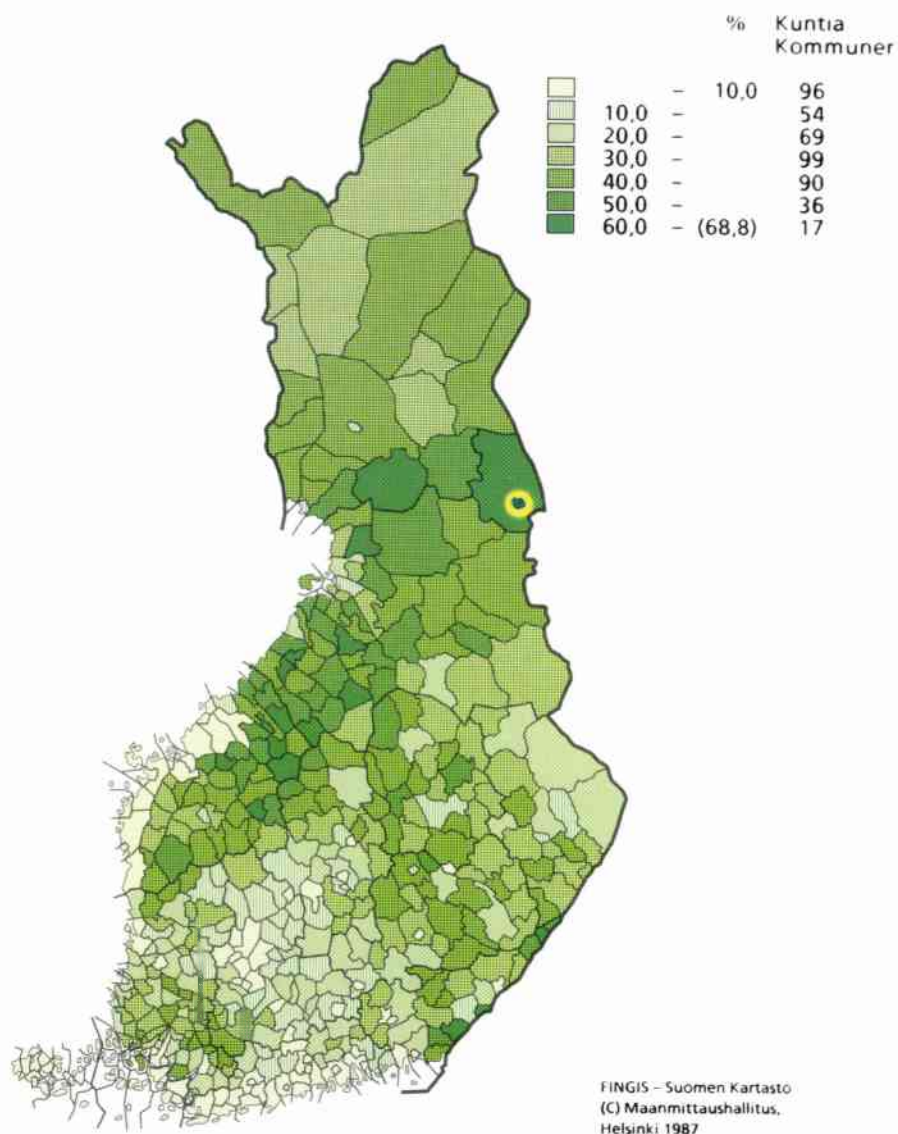 % Kuntia
Kommuner
– 10,0 96
10,0 – 54
20,0 – 69
30,0 – 99
40,0 – 90
50,0 – 36
60,0 – (68,8) 17
FINGIS – Suomen Kartasto
(C) Maanmittaushallitus,
Helsinki 1987